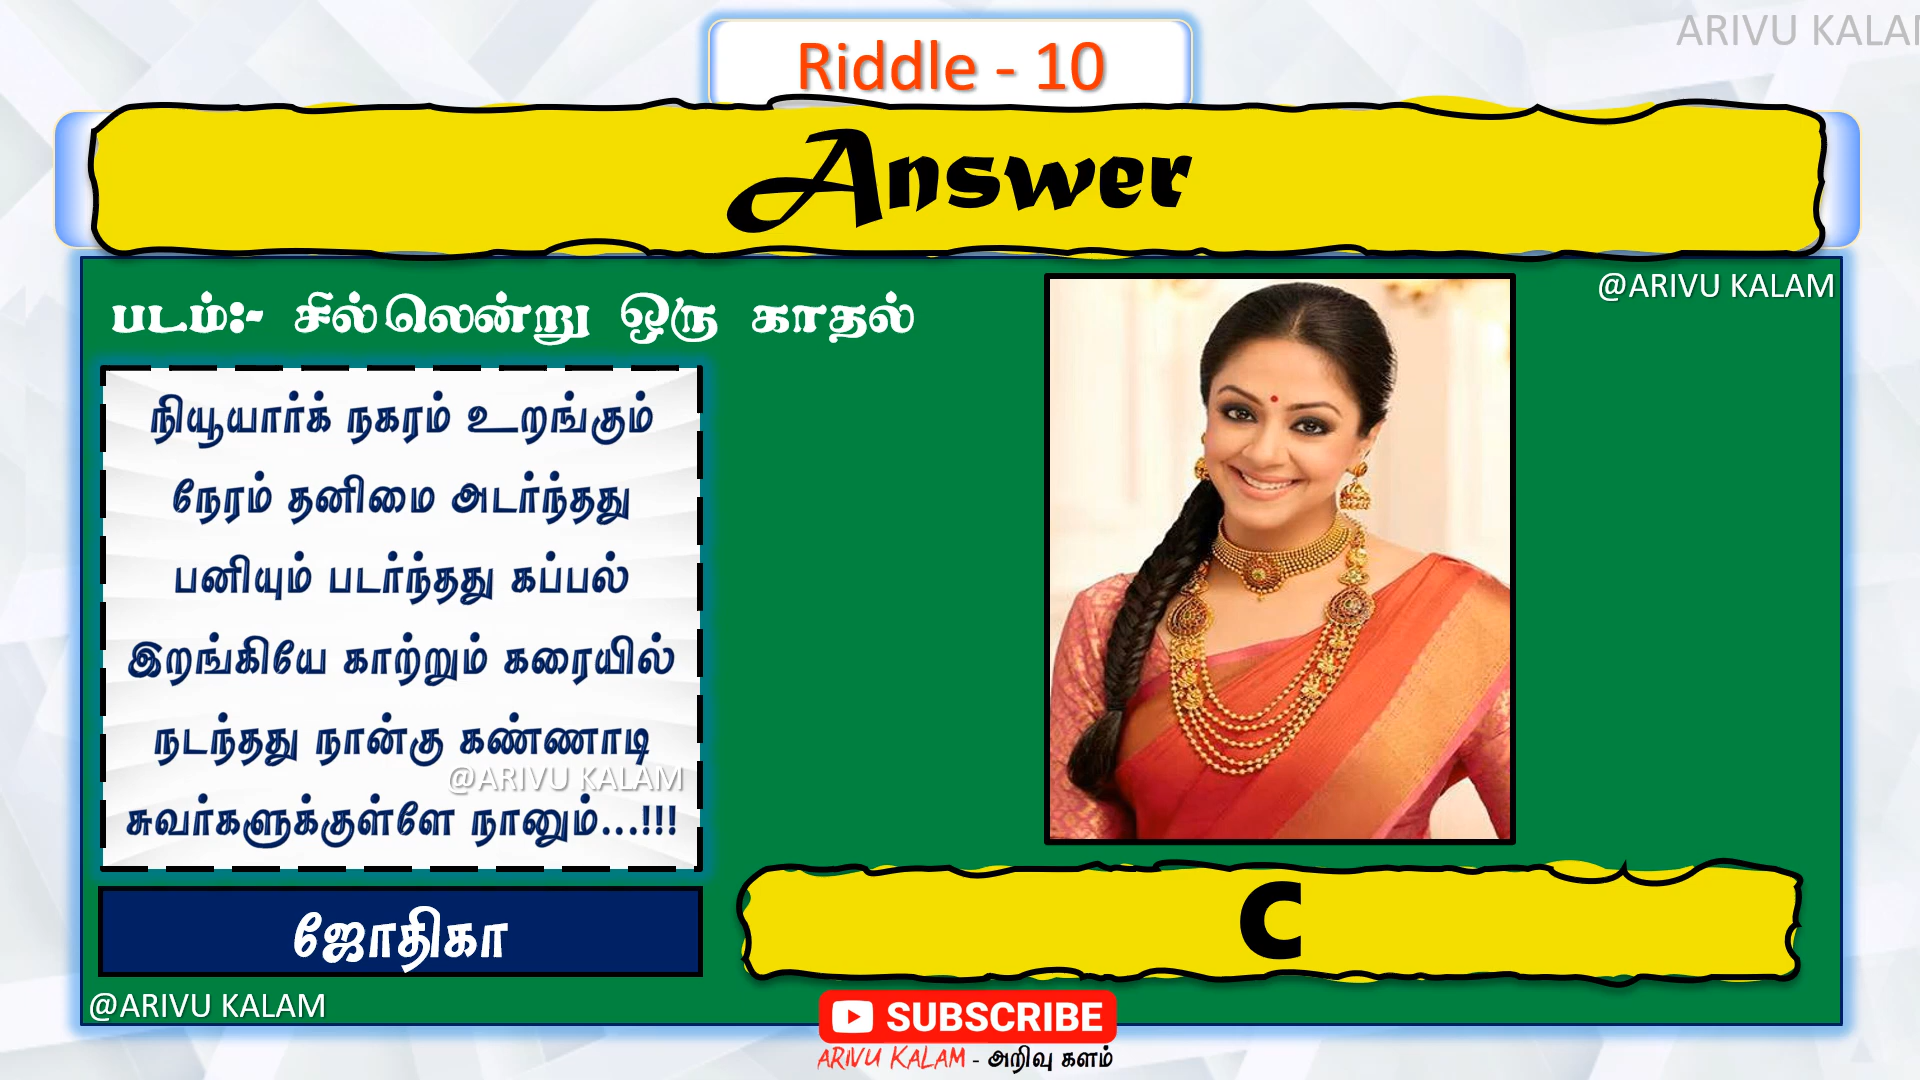 ARIVU KALA
Riddle - 10
Answer
@ARIVU KALAM
படம்:- சில்லென்று ஒரு காதல்
நியூயார்க் நகரம் உறங்கும்
நேரம் தனிமை அடர்ந்தது
பனியும் படர்ந்தது கப்பல்
இறங்கியே காற்றும் கரையில்
நடந்தது நான்கு கண்ணாடி
@ARIVU KALAM
சுவர்களுக்குள்ளே நானும்...!!!
ஜோதிகா
C
@ARIVU KALAM
SUBSCRIBE
ARIVU KALAM - அறிவு களம்